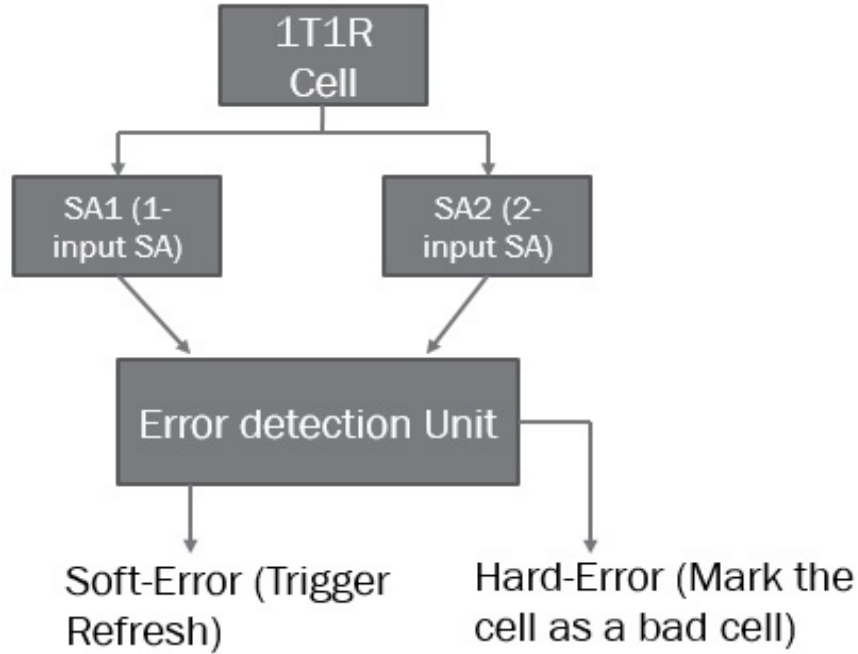 1T1R
Cell
SA1 (1-
input SA)
SA2 (2-
input SA)
Error detection Unit
Soft-Error (Trigger
Refresh)
Hard-Error (Mark the
cell as a bad cell)